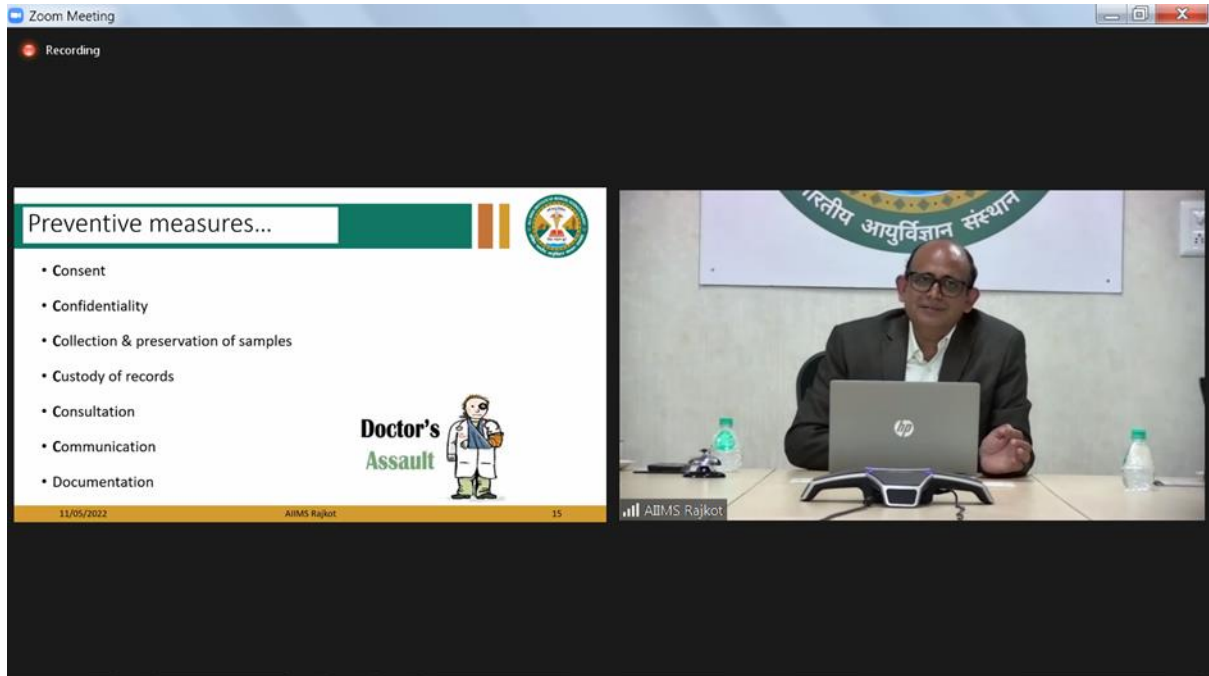 Zoom Meeting
Recording
Preventive measures...
• Consent
• Confidentiality
• Collection & preservation of samples
• Custody of records
• Consultation
• Communication
• Documentation
Doctor's
Assault
11/05/2022 AIIMS Rajkot 15
भारतीय आयुर्विज्ञान संस्थान
hp
AIIMS Rajkot